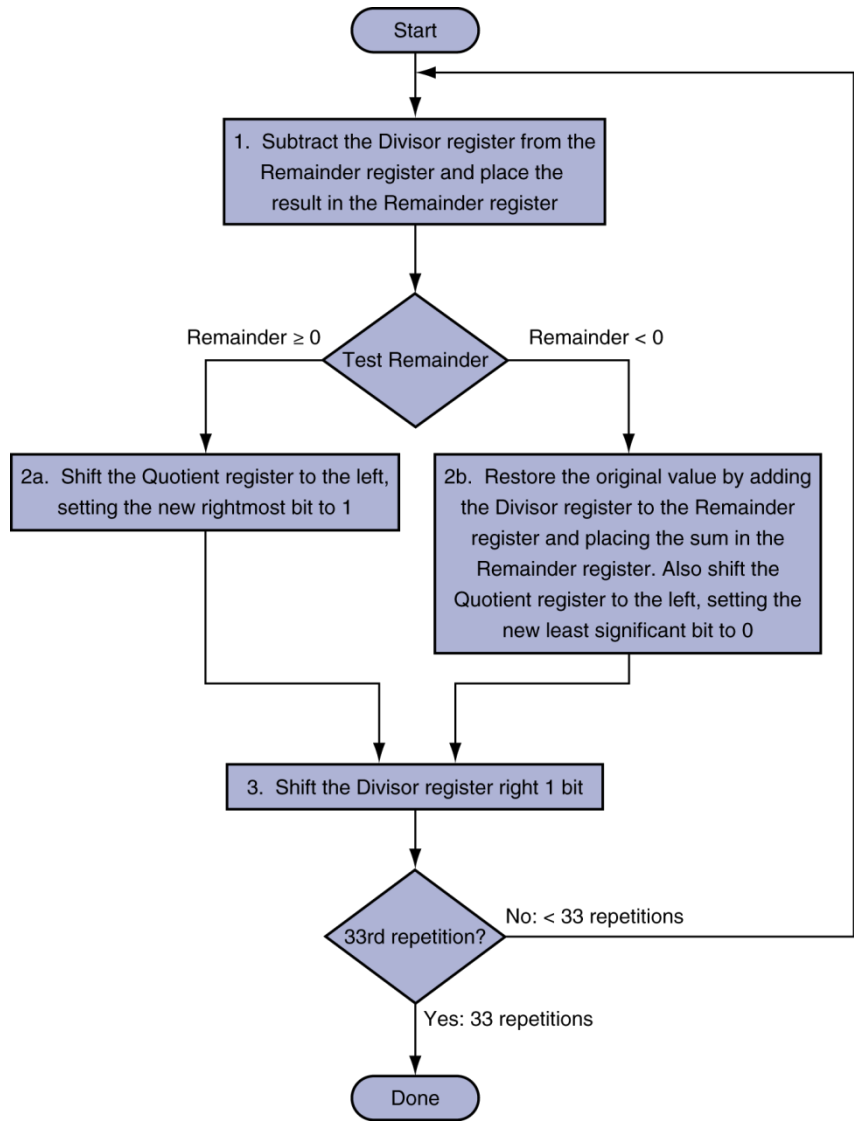 Start
1. Subtract the Divisor register from the
Remainder register and place the
result in the Remainder register
Remainder ≥ 0
Remainder < 0
Test Remainder
2a. Shift the Quotient register to the left,
setting the new rightmost bit to 1
2b. Restore the original value by adding
the Divisor register to the Remainder
register and placing the sum in the
Remainder register. Also shift the
Quotient register to the left, setting the
new least significant bit to 0
3. Shift the Divisor register right 1 bit
33rd repetition?
No: < 33 repetitions
Yes: 33 repetitions
Done